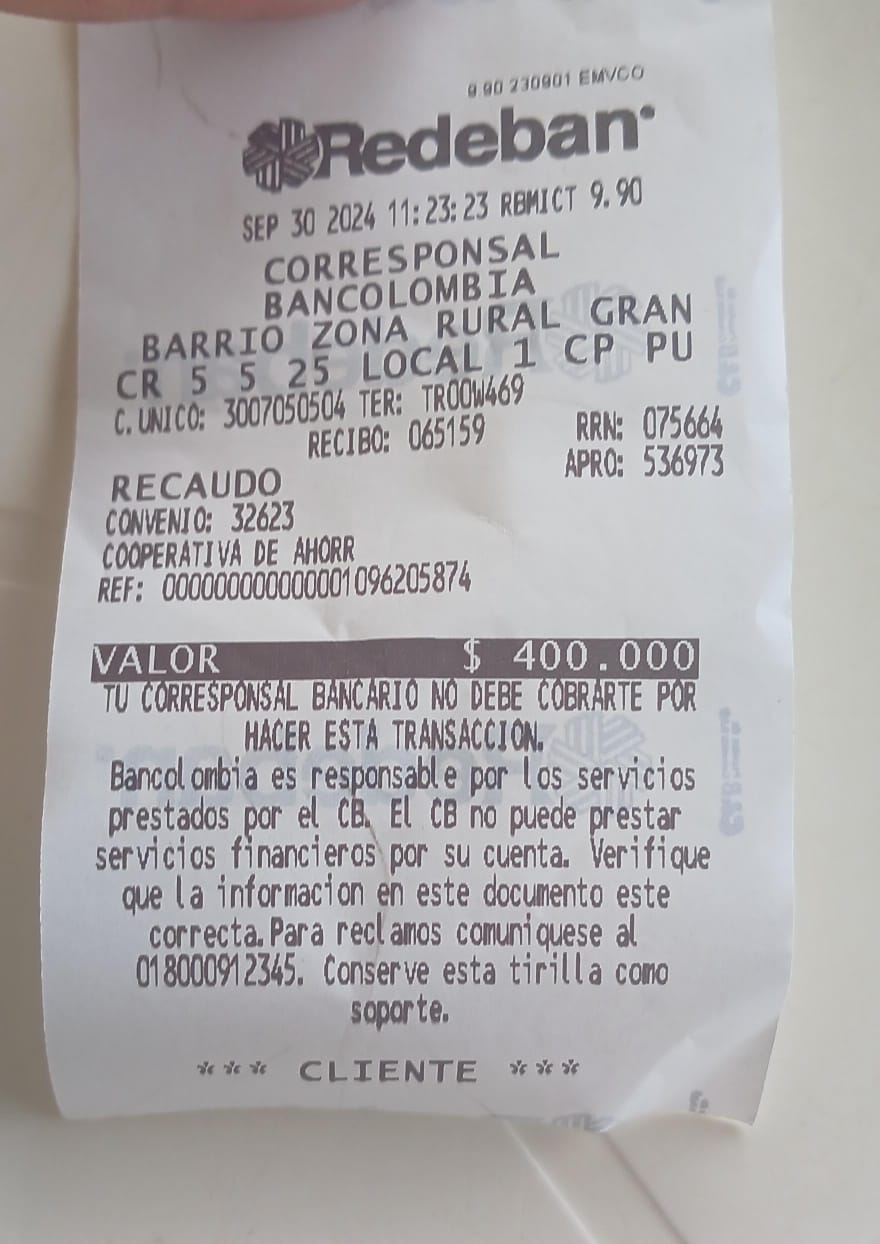 9.90 230901 EMVCO
Redeban
SEP 30 2024 11:23:23 RBMICT 9.90
CORRESPONSAL
BANCOLOMBIA
BARRIO ZONA RURAL GRAN
CR 5 5 25 LOCAL 1 CP PU
C. UNICO: 3007050504 TER: TR00W469
RECIBO: 065159 RRN: 075664
APRO: 536973
RECAUDO
CONVENIO: 32623
COOPERATIVA DE AHORR
REF: 00000000000001096205874
VALOR $ 400.000
TU CORRESPONSAL BANCARIO NO DEBE COBRARTE POR
HACER ESTA TRANSACCION.
Bancolombia es responsable por los servicios
prestados por el CB. El CB no puede prestar
servicios financieros por su cuenta. Verifique
que la informacion en este documento este
correcta. Para reclamos comuniquese al
018000912345. Conserve esta tirilla como
soporte.
*** CLIENTE ***